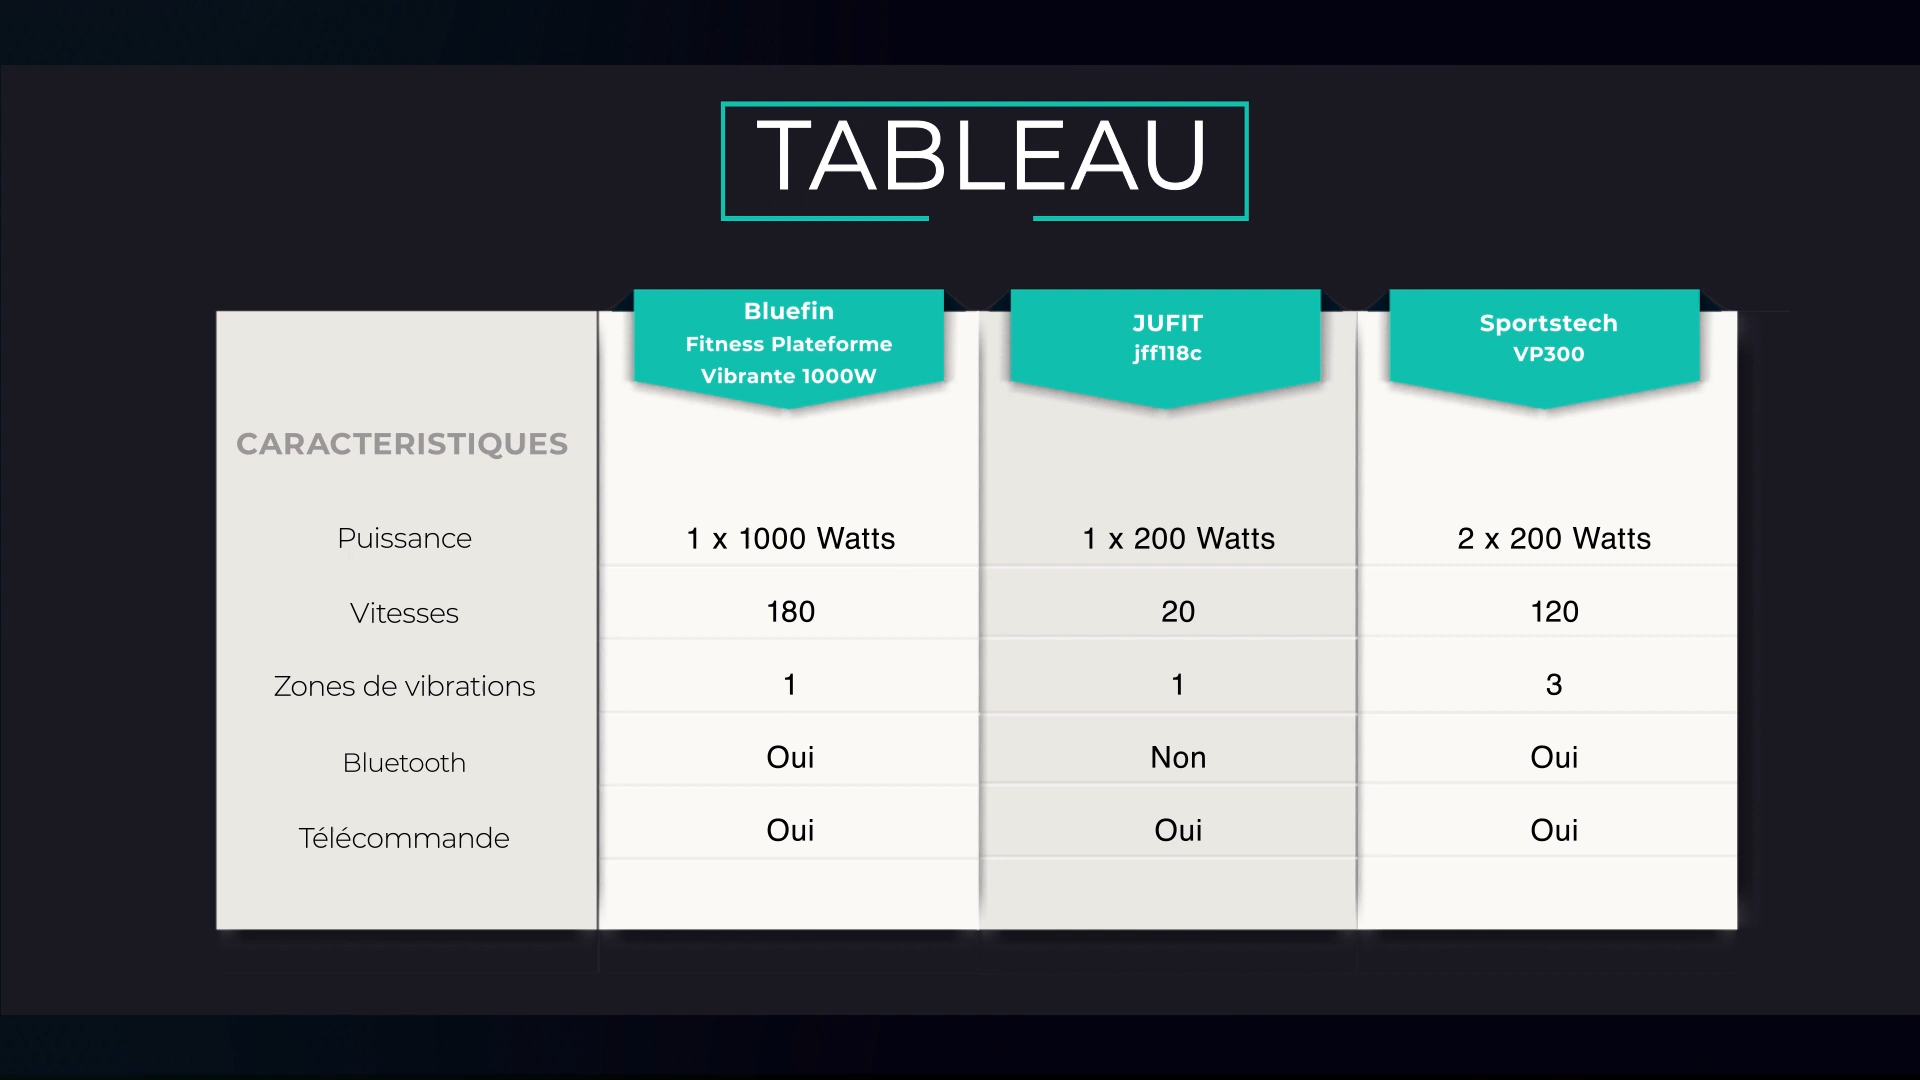 TABLEAU
Bluefin
Fitness Plateforme
Vibrante 1000W
JUFIT
jff118c
Sportstech
VP300
CARACTERISTIQUES
Puissance 1 x 1000 Watts 1 x 200 Watts 2 x 200 Watts
Vitesses 180 20 120
Zones de vibrations 1 1 3
Bluetooth Oui Non Oui
Télécommande Oui Oui Oui